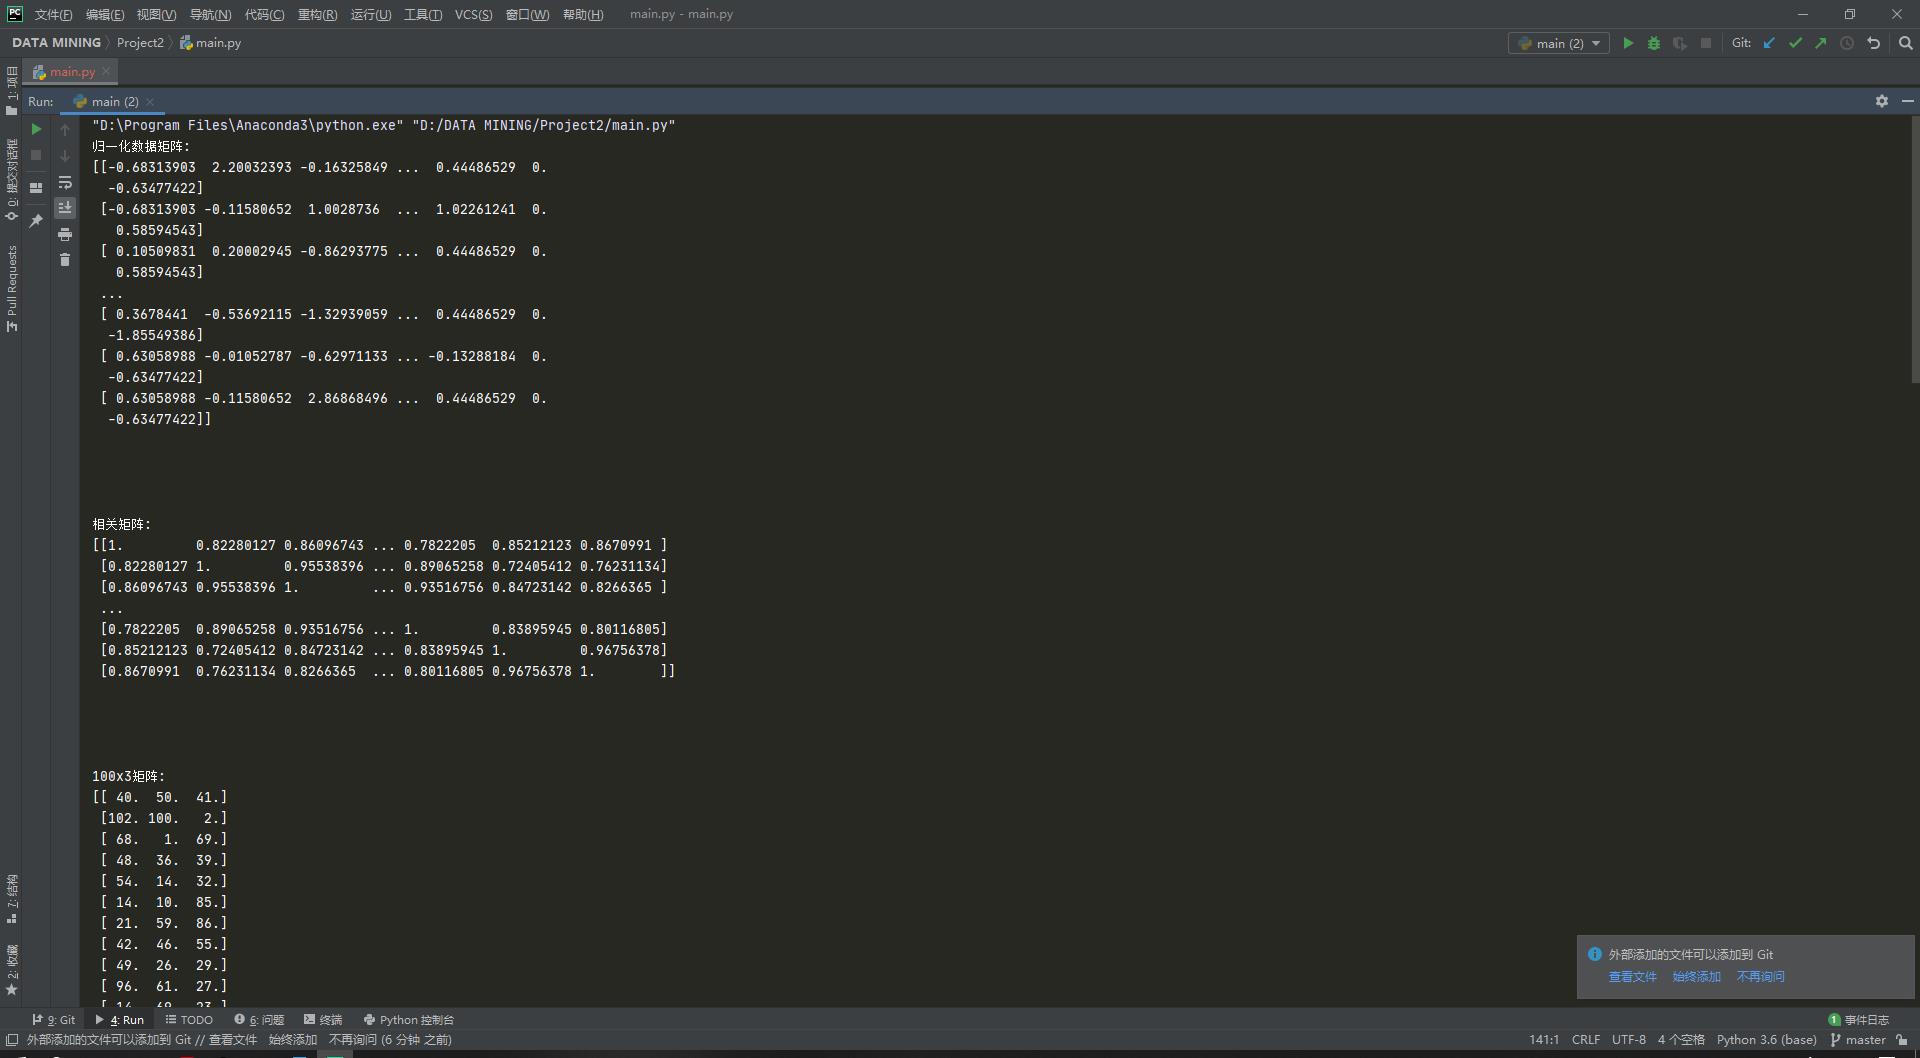 PC 文件(F) 编辑(E) 视图(V) 导航(N) 代码(C) 重构(R) 运行(U) 工具(T) VCS(S) 窗口(W) 帮助(H) main.py - main.py
DATA MINING Project2 main.py main (2) Git:
main.py
Run: main (2)
1: 项目
0: 提交对话框
Pull Requests
7: 结构
2: 收藏
"D:\Program Files\Anaconda3\python.exe" "D:/DATA MINING/Project2/main.py"
归一化数据矩阵:
[[-0.68313903  2.20032393 -0.16325849 ...  0.44486529  0.
  -0.63477422]
 [-0.68313903 -0.11580652  1.0028736  ...  1.02261241  0.
   0.58594543]
 [ 0.10509831  0.20002945 -0.86293775 ...  0.44486529  0.
   0.58594543]
 ...
 [ 0.3678441  -0.53692115 -1.32939059 ...  0.44486529  0.
  -1.85549386]
 [ 0.63058988 -0.01052787 -0.62971133 ... -0.13288184  0.
  -0.63477422]
 [ 0.63058988 -0.11580652  2.86868496 ...  0.44486529  0.
  -0.63477422]]
相关矩阵:
[[1.         0.82280127 0.86096743 ... 0.7822205  0.85212123 0.8670991 ]
 [0.82280127 1.         0.95538396 ... 0.89065258 0.72405412 0.76231134]
 [0.86096743 0.95538396 1.         ... 0.93516756 0.84723142 0.8266365 ]
 ...
 [0.7822205  0.89065258 0.93516756 ... 1.         0.83895945 0.80116805]
 [0.85212123 0.72405412 0.84723142 ... 0.83895945 1.         0.96756378]
 [0.8670991  0.76231134 0.8266365  ... 0.80116805 0.96756378 1.        ]]
100x3矩阵:
[[ 40.  50.  41.]
 [102. 100.   2.]
 [ 68.   1.  69.]
 [ 48.  36.  39.]
 [ 54.  14.  32.]
 [ 14.  10.  85.]
 [ 21.  59.  86.]
 [ 42.  46.  55.]
 [ 49.  26.  29.]
 [ 96.  61.  27.]
外部添加的文件可以添加到 Git
查看文件 始终添加 不再询问
9: Git 4: Run TODO 6: 问题 终端 Python 控制台 1 事件日志
外部添加的文件可以添加到 Git // 查看文件 始终添加 不再询问 (6 分钟 之前) 141:1 CRLF UTF-8 4 个空格 Python 3.6 (base) master